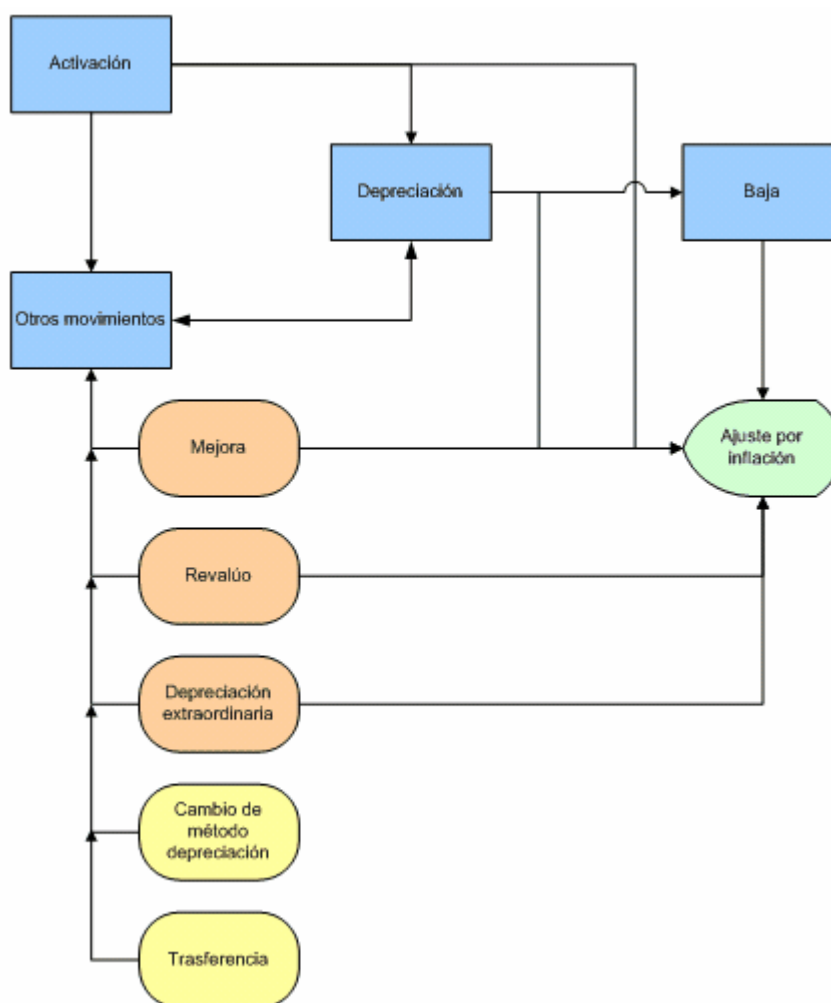 Activación
Depreciación
Baja
Otros movimientos
Mejora
Ajuste por
inflación
Revalúo
Depreciación
extraordinaria
Cambio de
método
depreciación
Trasferencia